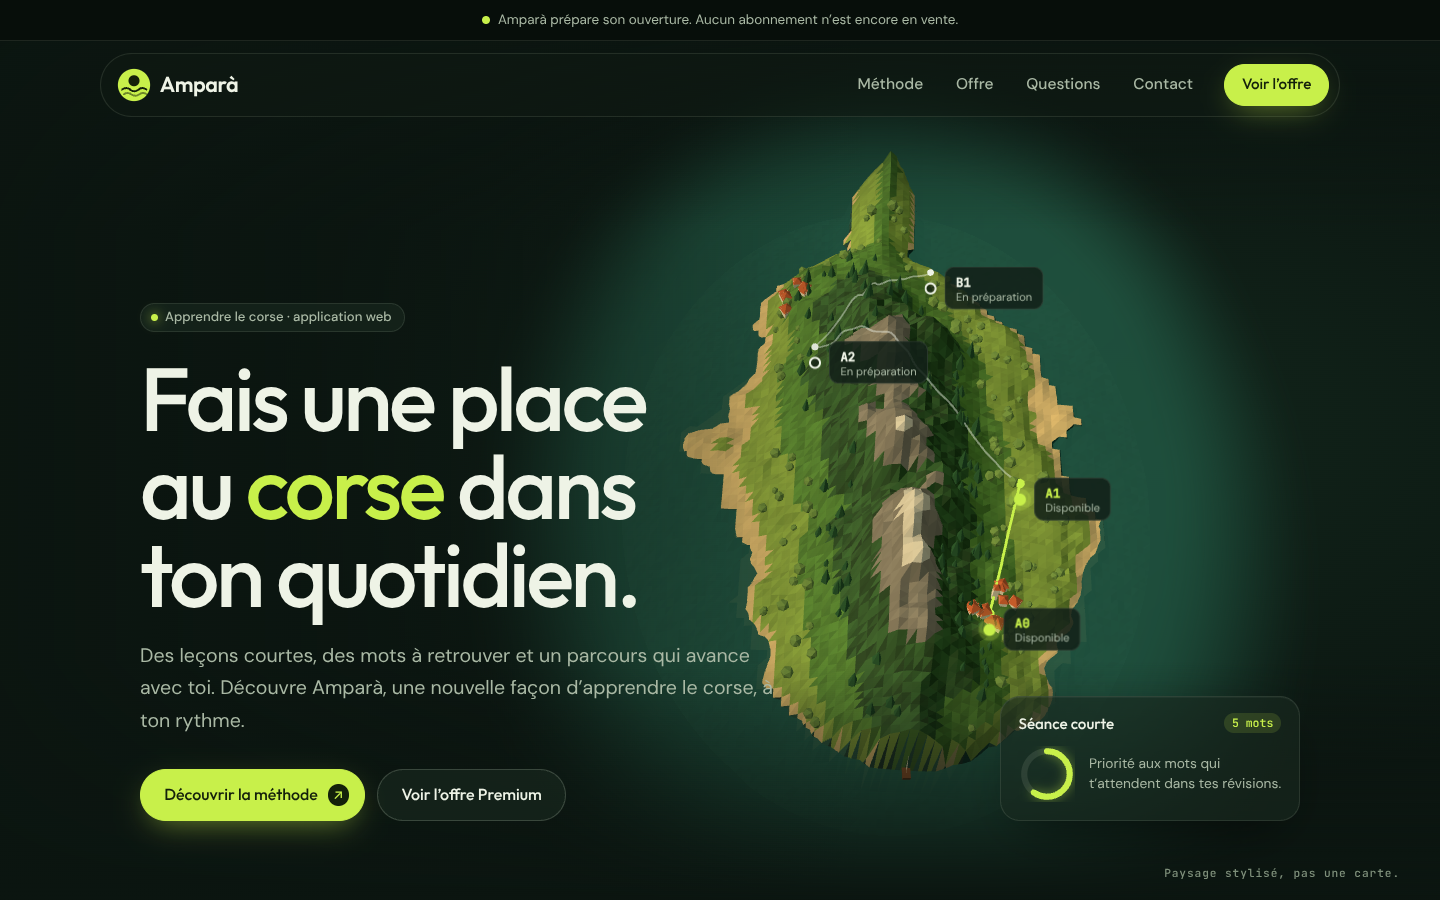 Amparà prépare son ouverture. Aucun abonnement n’est encore en vente.
Amparà
Méthode
Offre
Questions
Contact
Voir l’offre
Apprendre le corse · application web
Fais une place
au corse dans
ton quotidien.
Des leçons courtes, des mots à retrouver et un parcours qui avance
avec toi. Découvre Amparà, une nouvelle façon d’apprendre le corse, à
ton rythme.
Découvrir la méthode
Voir l’offre Premium
B1
En préparation
A2
En préparation
A1
Disponible
A0
Disponible
Séance courte
5 mots
Priorité aux mots qui
t’attendent dans tes révisions.
Paysage stylisé, pas une carte.